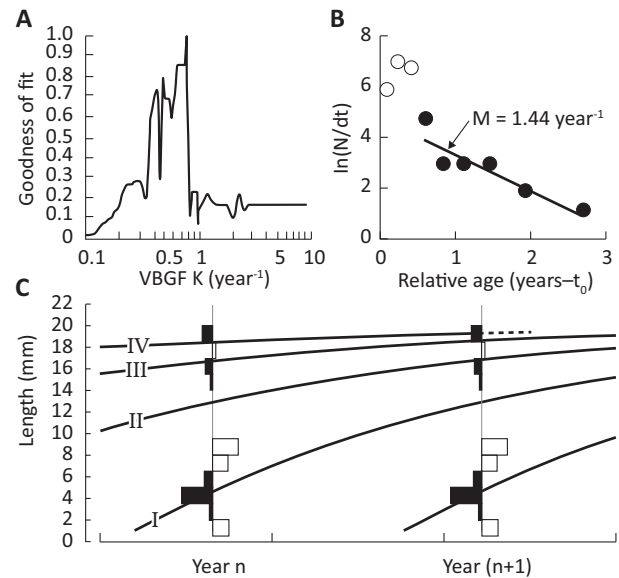 A
Goodness of fit
1.0
0.9
0.8
0.7
0.6
0.5
0.4
0.3
0.2
0.1
0
0.1
0.5
1
5
10
VBGF K (year⁻¹)
B
ln(N/dt)
8
6
4
2
0
M = 1.44 year⁻¹
0
1
2
3
Relative age (years–t₀)
C
Length (mm)
22
20
18
16
14
12
10
8
6
4
2
0
IV
III
II
I
Year n
Year (n+1)